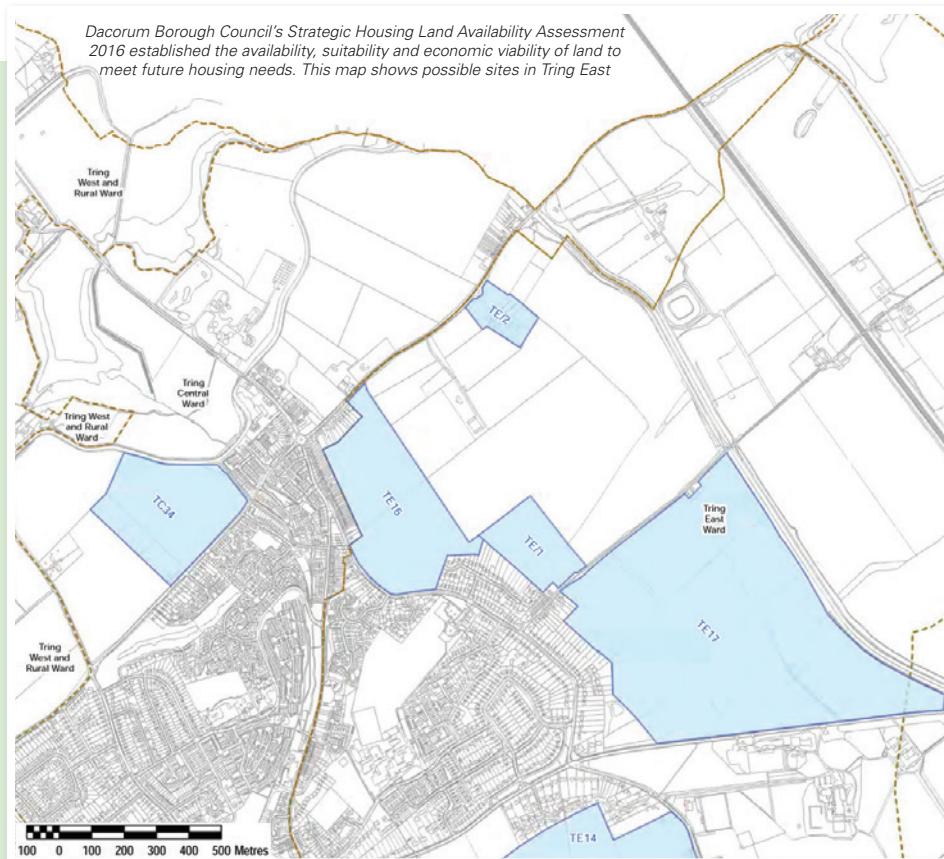 Dacorum Borough Council's Strategic Housing Land Availability Assessment
2016 established the availability, suitability and economic viability of land to
meet future housing needs. This map shows possible sites in Tring East
Tring
West and
Rural Ward
TE/2
Tring
Central
Ward
Tring West
and Rural
Ward
TC34
TE16
TE/1
Tring
East
Ward
TE17
Tring
West and
Rural Ward
TE14
100 0 100 200 300 400 500 Metres